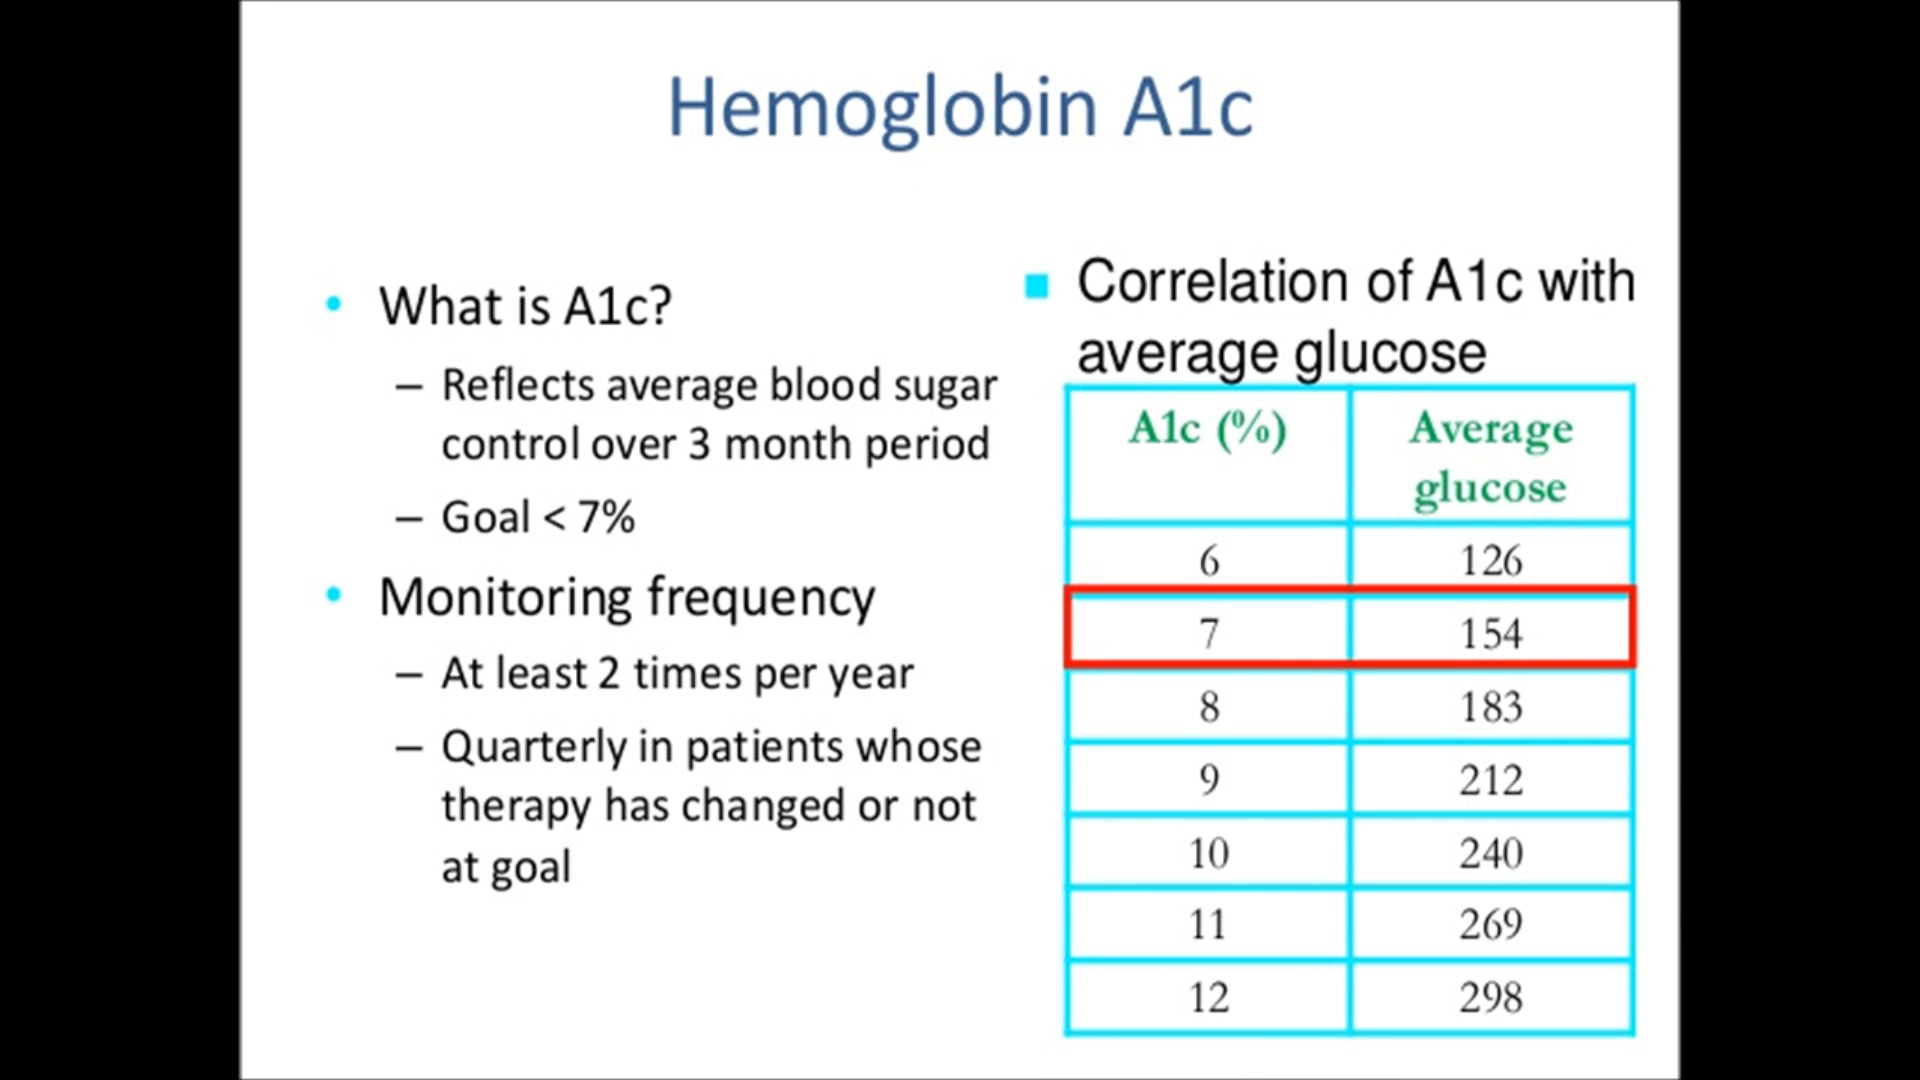 Hemoglobin A1c
• What is A1c?
– Reflects average blood sugar
control over 3 month period
– Goal < 7%
• Monitoring frequency
– At least 2 times per year
– Quarterly in patients whose
therapy has changed or not
at goal
■ Correlation of A1c with
average glucose
A1c (%) Average
glucose
6 126
7 154
8 183
9 212
10 240
11 269
12 298